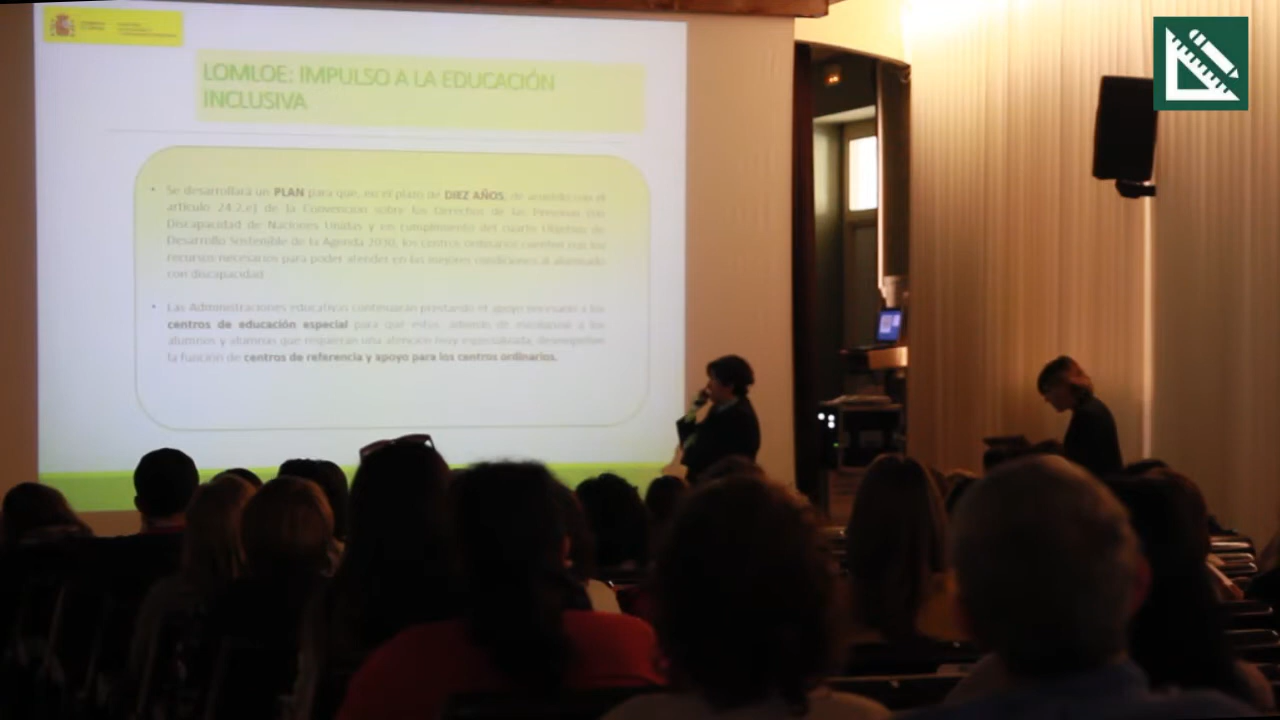 LOMLOE: IMPULSO A LA EDUCACIÓN
INCLUSIVA
• Se desarrollará un PLAN para que, en el plazo de DIEZ AÑOS, de acuerdo con el
artículo 24.2.e) de la Convención sobre los Derechos de las Personas con
Discapacidad de Naciones Unidas y en cumplimiento del cuarto Objetivo de
Desarrollo Sostenible de la Agenda 2030, los centros ordinarios cuenten con los
recursos necesarios para poder atender en las mejores condiciones al alumnado
con discapacidad.
• Las Administraciones educativas continuarán prestando el apoyo necesario a los
centros de educación especial para que estos, además de escolarizar a los
alumnos y alumnas que requieran una atención muy especializada, desempeñen
la función de centros de referencia y apoyo para los centros ordinarios.